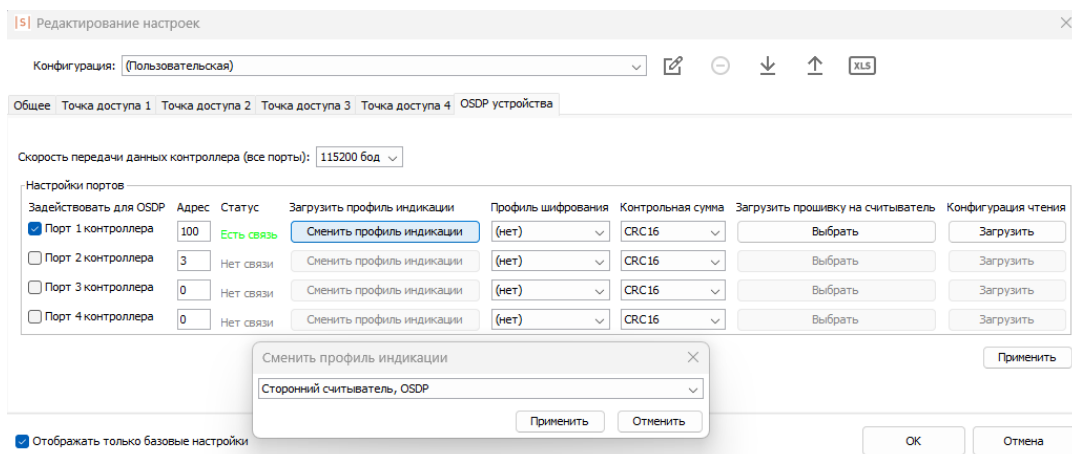 |S| Редактирование настроек
Конфигурация: (Пользовательская) XLS
Общее Точка доступа 1 Точка доступа 2 Точка доступа 3 Точка доступа 4 OSDP устройства
Скорость передачи данных контроллера (все порты): 115200 бод
Настройки портов
Задействовать для OSDP Адрес Статус Загрузить профиль индикации Профиль шифрования Контрольная сумма Загрузить прошивку на считыватель Конфигурация чтения
Порт 1 контроллера 100 Есть связь Сменить профиль индикации (нет) CRC16 Выбрать Загрузить
Порт 2 контроллера 3 Нет связи Сменить профиль индикации (нет) CRC16 Выбрать Загрузить
Порт 3 контроллера 0 Нет связи Сменить профиль индикации (нет) CRC16 Выбрать Загрузить
Порт 4 контроллера 0 Нет связи Сменить профиль индикации (нет) CRC16 Выбрать Загрузить
Сменить профиль индикации
Применить
Сторонний считыватель, OSDP
Применить Отменить
Отображать только базовые настройки OK Отмена